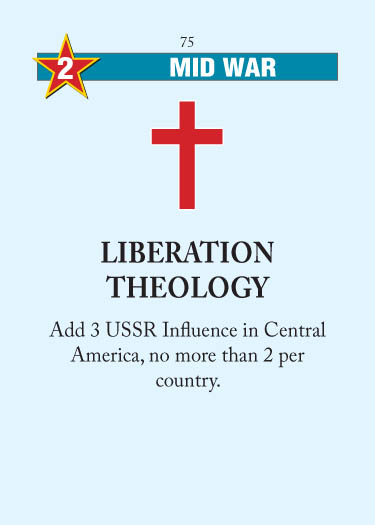 75
2
MID WAR
LIBERATION
THEOLOGY
Add 3 USSR Influence in Central
America, no more than 2 per
country.